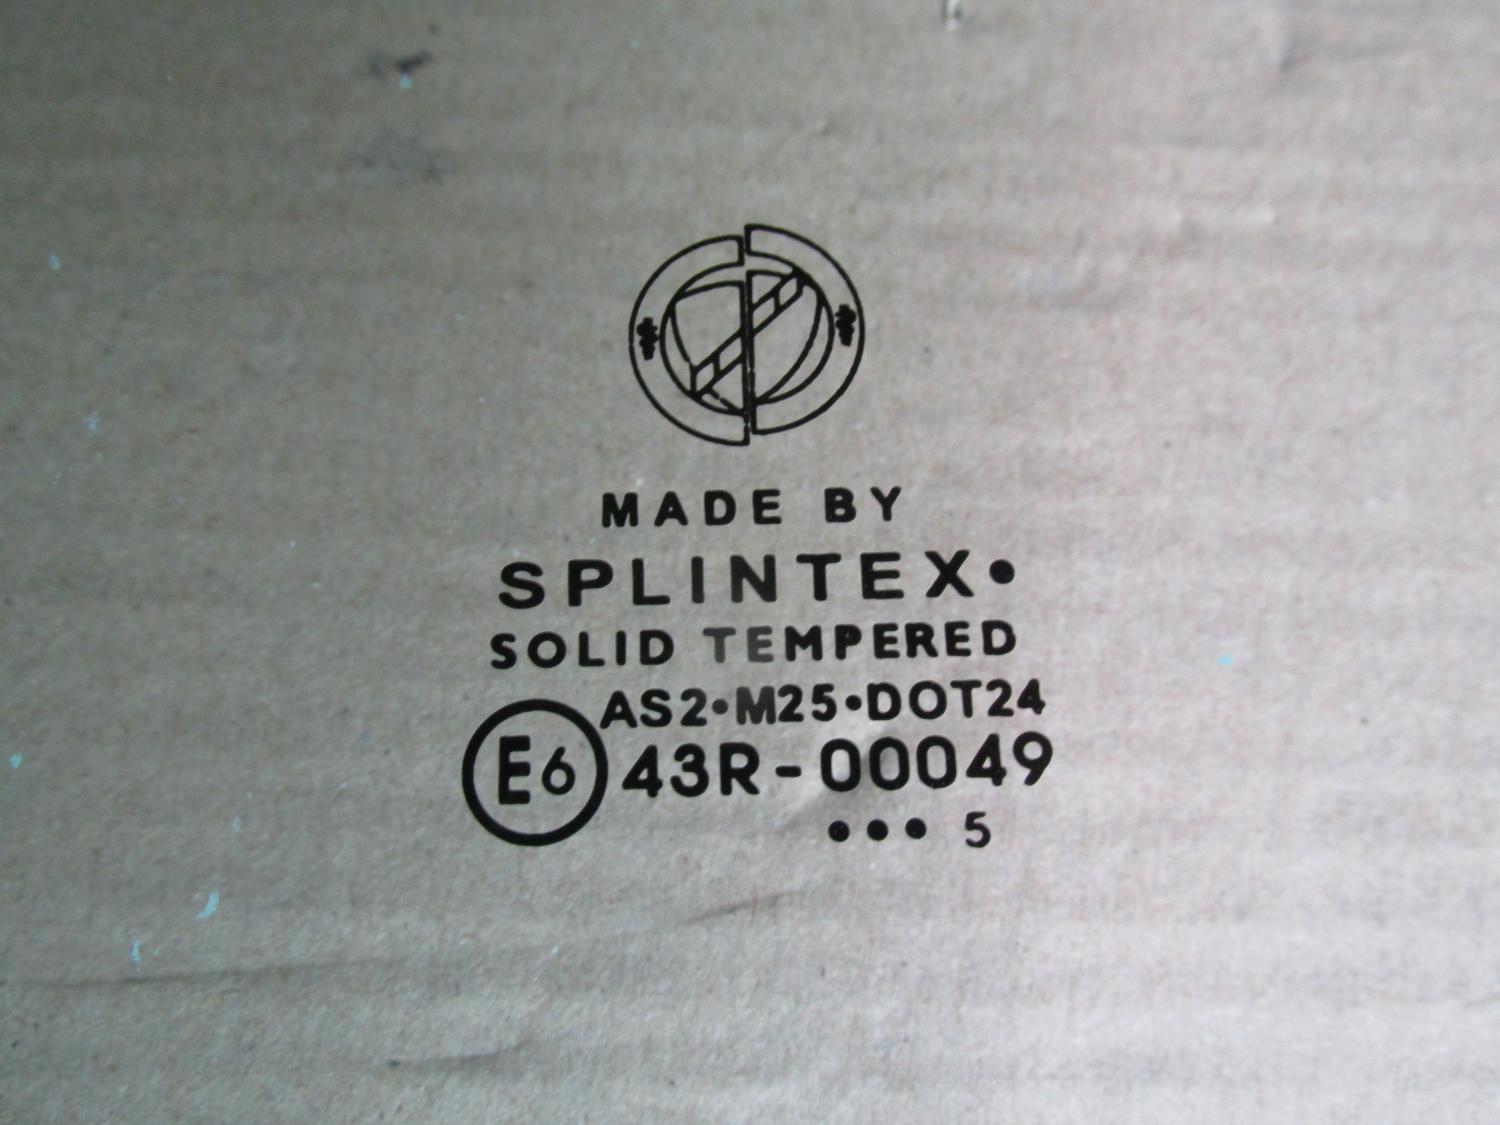 MADE BY
SPLINTEX•
SOLID TEMPERED
AS2•M25•DOT24
E6 43R-00049
••• 5